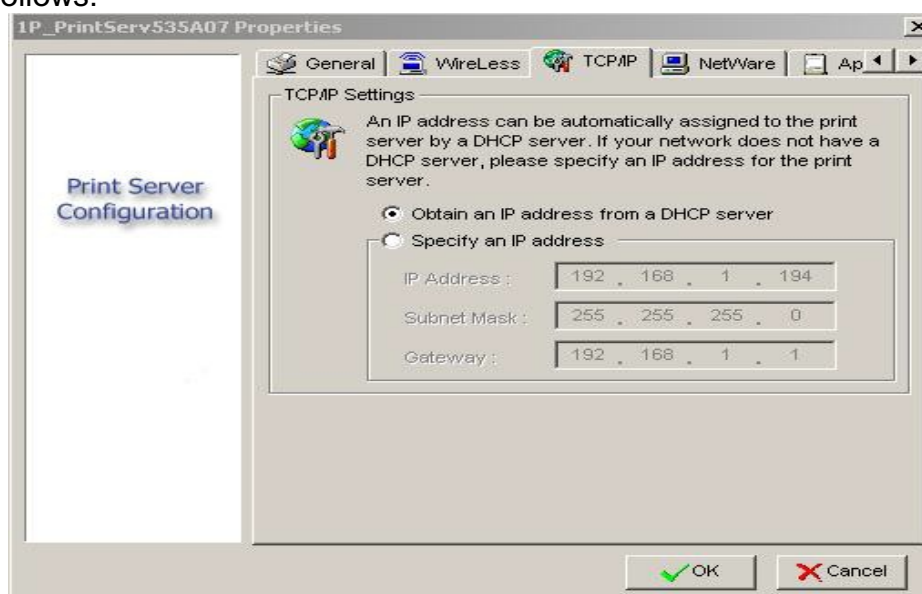 ollows:
1P_PrintServ535A07 Properties
General
WireLess
TCP/IP
NetWare
Ap
Print Server
Configuration
TCP/IP Settings
An IP address can be automatically assigned to the print
server by a DHCP server. If your network does not have a
DHCP server, please specify an IP address for the print
server.
Obtain an IP address from a DHCP server
Specify an IP address
IP Address : 192 . 168 . 1 . 194
Subnet Mask : 255 . 255 . 255 . 0
Gateway : 192 . 168 . 1 . 1
OK
Cancel